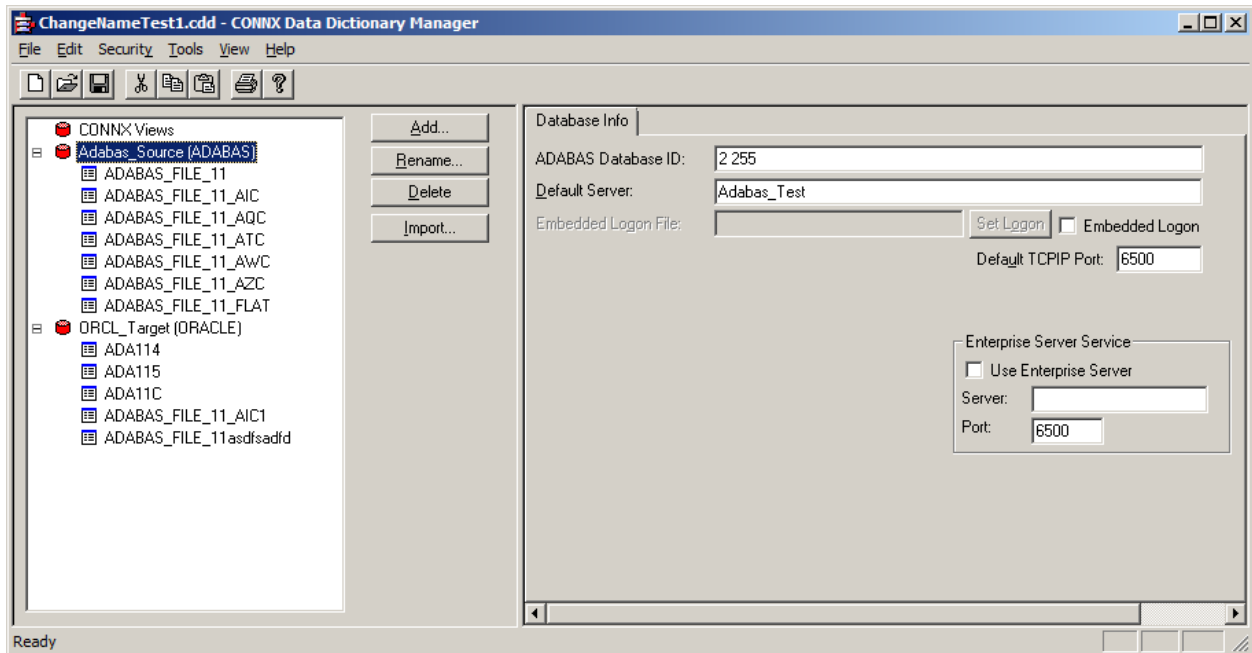 ChangeNameTest1.cdd - CONNX Data Dictionary Manager
File Edit Security Tools View Help
CONNX Views
Adabas_Source (ADABAS)
ADABAS_FILE_11
ADABAS_FILE_11_AIC
ADABAS_FILE_11_AQC
ADABAS_FILE_11_ATC
ADABAS_FILE_11_AWC
ADABAS_FILE_11_AZC
ADABAS_FILE_11_FLAT
ORCL_Target (ORACLE)
ADA114
ADA115
ADA11C
ADABAS_FILE_11_AIC1
ADABAS_FILE_11asdfsadfd
Add...
Rename...
Delete
Import...
Database Info
ADABAS Database ID: 2 255
Default Server: Adabas_Test
Embedded Logon File: Set Logon Embedded Logon
Default TCPIP Port: 6500
Enterprise Server Service
Use Enterprise Server
Server:
Port: 6500
Ready